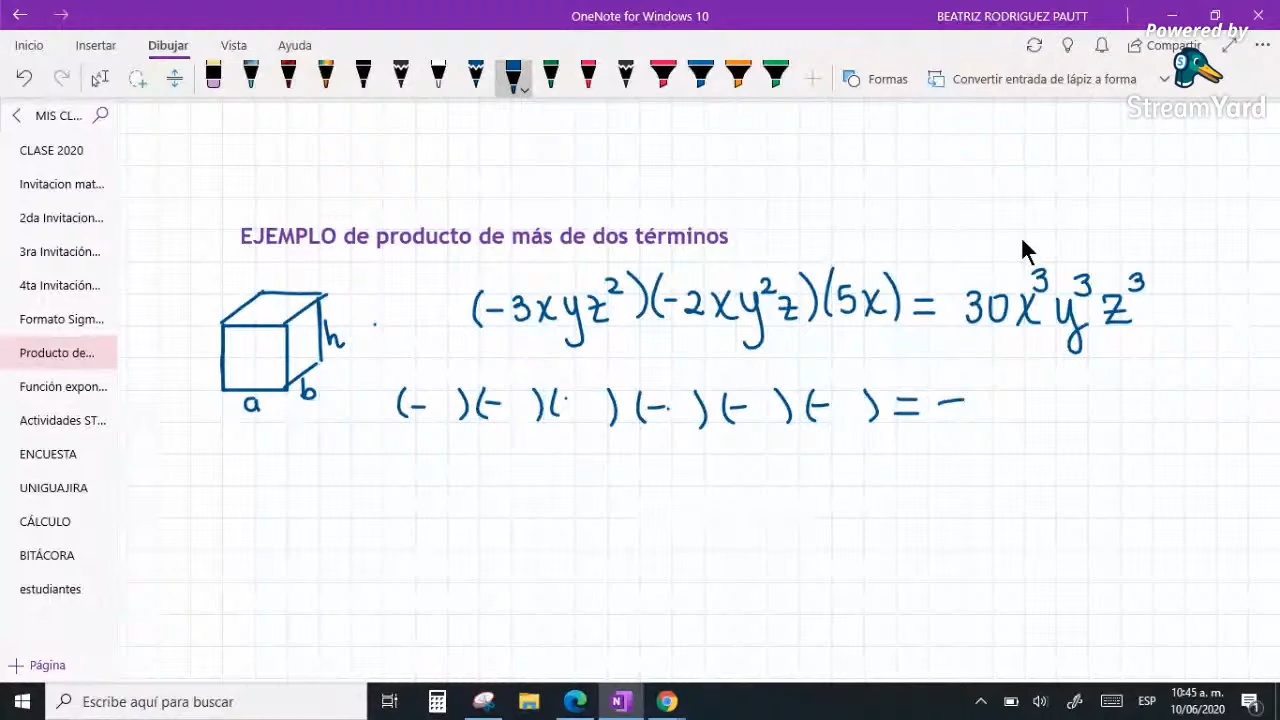 OneNote for Windows 10
BEATRIZ RODRIGUEZ PAUTT
Powered by
StreamYard
Inicio
Insertar
Dibujar
Vista
Ayuda
Compartir
Formas
Convertir entrada de lápiz a forma
MIS CL...
CLASE 2020
Invitacion mat...
2da Invitacion...
3ra Invitación...
4ta Invitación...
Formato Sign...
Producto de...
Función expon...
Actividades ST...
ENCUESTA
UNIGUAJIRA
CÁLCULO
BITÁCORA
estudiantes
Página
EJEMPLO de producto de más de dos términos
(-3xyz²)(-2xy²z)(5x) = 30x³y³z³
h
b
a
(- )(- )(· )(- )(- )(- ) = -
Escribe aquí para buscar
ESP
10:45 a. m.
10/06/2020